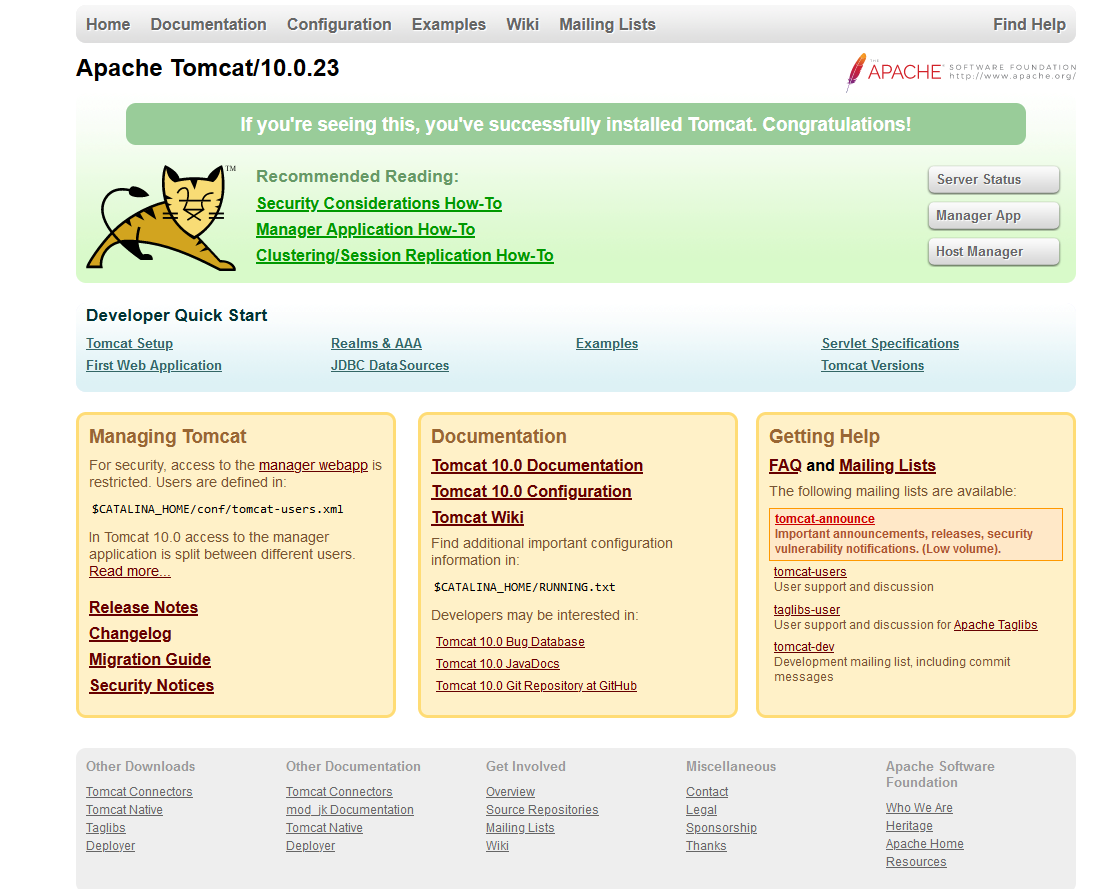 Home Documentation Configuration Examples Wiki Mailing Lists Find Help
Apache Tomcat/10.0.23
THE
APACHE
SOFTWARE FOUNDATION
http://www.apache.org/
If you're seeing this, you've successfully installed Tomcat. Congratulations!
TM
Recommended Reading:
Security Considerations How-To
Manager Application How-To
Clustering/Session Replication How-To
Server Status
Manager App
Host Manager
Developer Quick Start
Tomcat Setup
First Web Application
Realms & AAA
JDBC DataSources
Examples
Servlet Specifications
Tomcat Versions
Managing Tomcat
For security, access to the manager webapp is
restricted. Users are defined in:
$CATALINA_HOME/conf/tomcat-users.xml
In Tomcat 10.0 access to the manager
application is split between different users.
Read more...
Release Notes
Changelog
Migration Guide
Security Notices
Documentation
Tomcat 10.0 Documentation
Tomcat 10.0 Configuration
Tomcat Wiki
Find additional important configuration
information in:
$CATALINA_HOME/RUNNING.txt
Developers may be interested in:
Tomcat 10.0 Bug Database
Tomcat 10.0 JavaDocs
Tomcat 10.0 Git Repository at GitHub
Getting Help
FAQ and Mailing Lists
The following mailing lists are available:
tomcat-announce
Important announcements, releases, security
vulnerability notifications. (Low volume).
tomcat-users
User support and discussion
taglibs-user
User support and discussion for Apache Taglibs
tomcat-dev
Development mailing list, including commit
messages
Other Downloads
Tomcat Connectors
Tomcat Native
Taglibs
Deployer
Other Documentation
Tomcat Connectors
mod_jk Documentation
Tomcat Native
Deployer
Get Involved
Overview
Source Repositories
Mailing Lists
Wiki
Miscellaneous
Contact
Legal
Sponsorship
Thanks
Apache Software
Foundation
Who We Are
Heritage
Apache Home
Resources